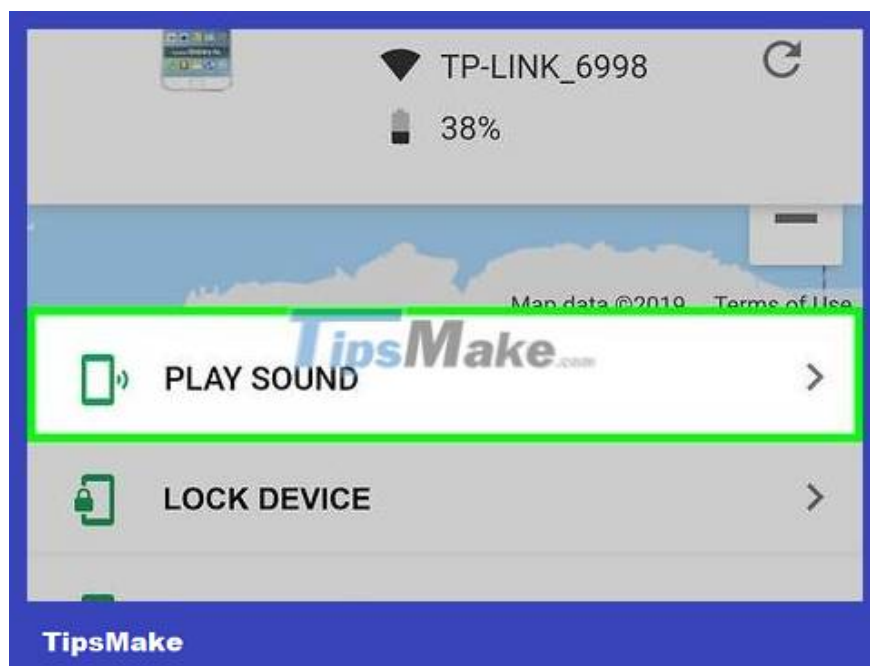 TP-LINK_6998
38%
Map data ©2019 Terms of Use
TipsMake.com
PLAY SOUND
LOCK DEVICE
TipsMake